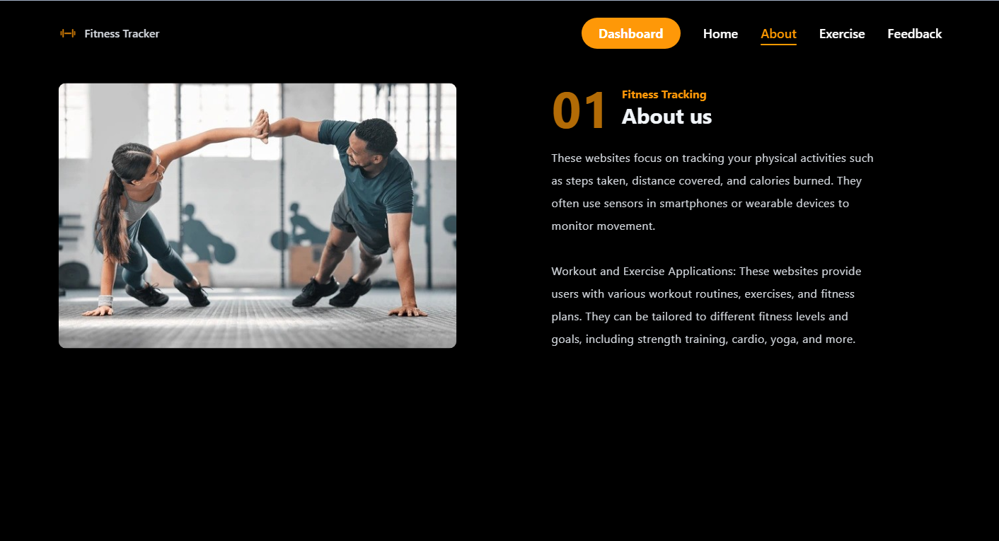 Fitness Tracker
Dashboard
Home
About
Exercise
Feedback
01
Fitness Tracking
About us
These websites focus on tracking your physical activities such
as steps taken, distance covered, and calories burned. They
often use sensors in smartphones or wearable devices to
monitor movement.
Workout and Exercise Applications: These websites provide
users with various workout routines, exercises, and fitness
plans. They can be tailored to different fitness levels and
goals, including strength training, cardio, yoga, and more.